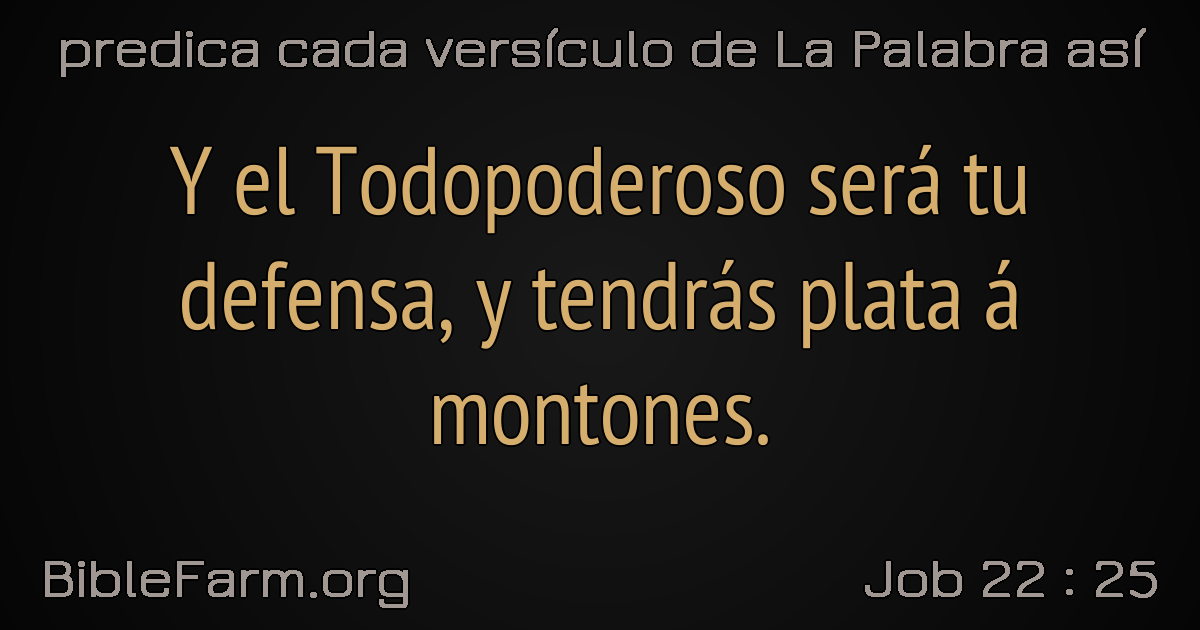 predica cada versículo de La Palabra así
Y el Todopoderoso será tu
defensa, y tendrás plata á
montones.
BibleFarm.org
Job 22 : 25